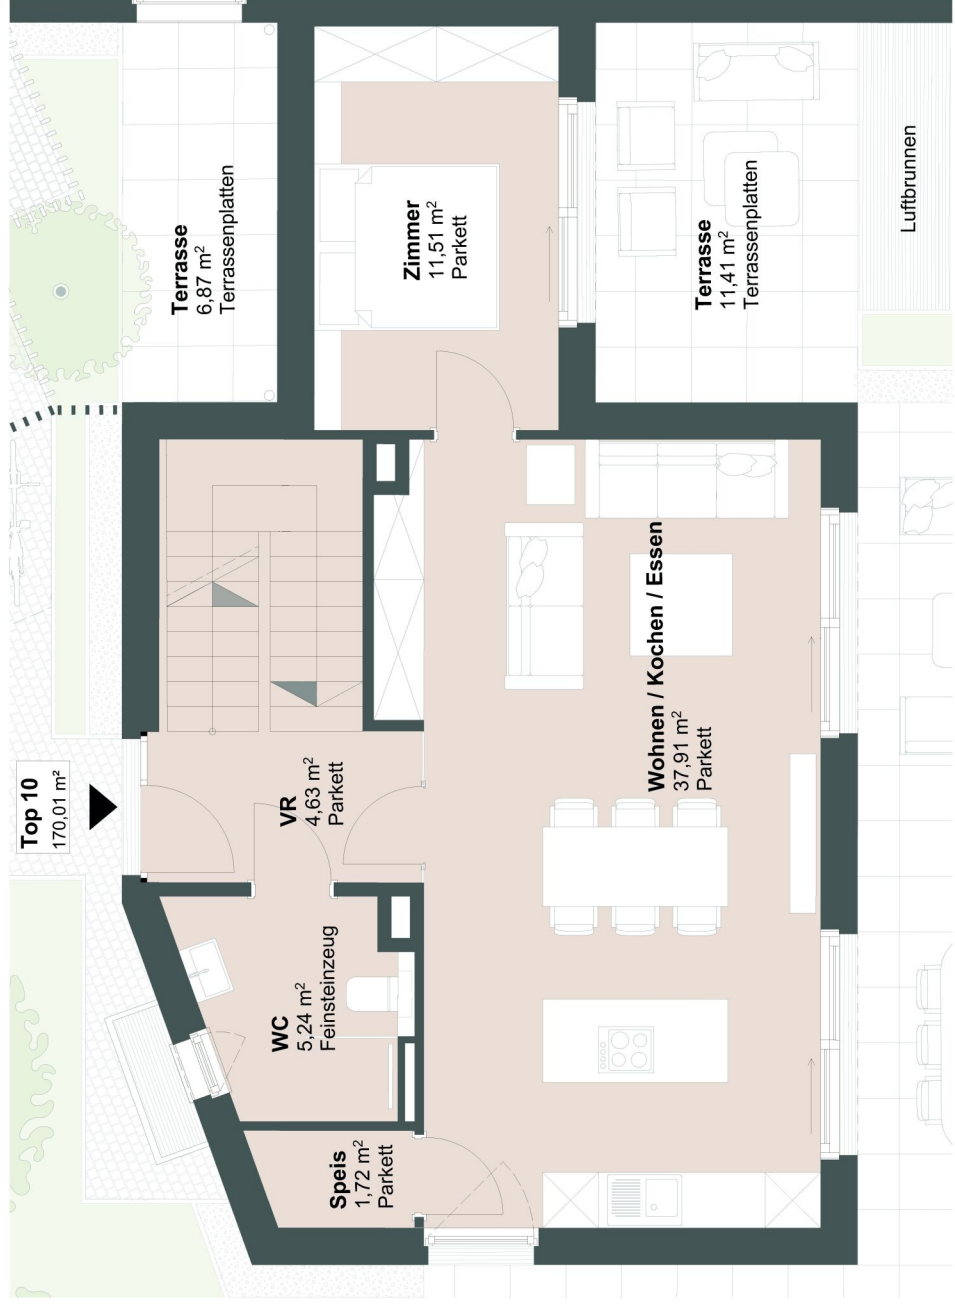 Top 10
170,01 m²
VR
4,63 m²
Parkett
WC
5,24 m²
Feinsteinzeug
Speis
1,72 m²
Parkett
Wohnen / Kochen / Essen
37,91 m²
Parkett
Zimmer
11,51 m²
Parkett
Terrasse
6,87 m²
Terrassenplatten
Terrasse
11,41 m²
Terrassenplatten
Luftbrunnen